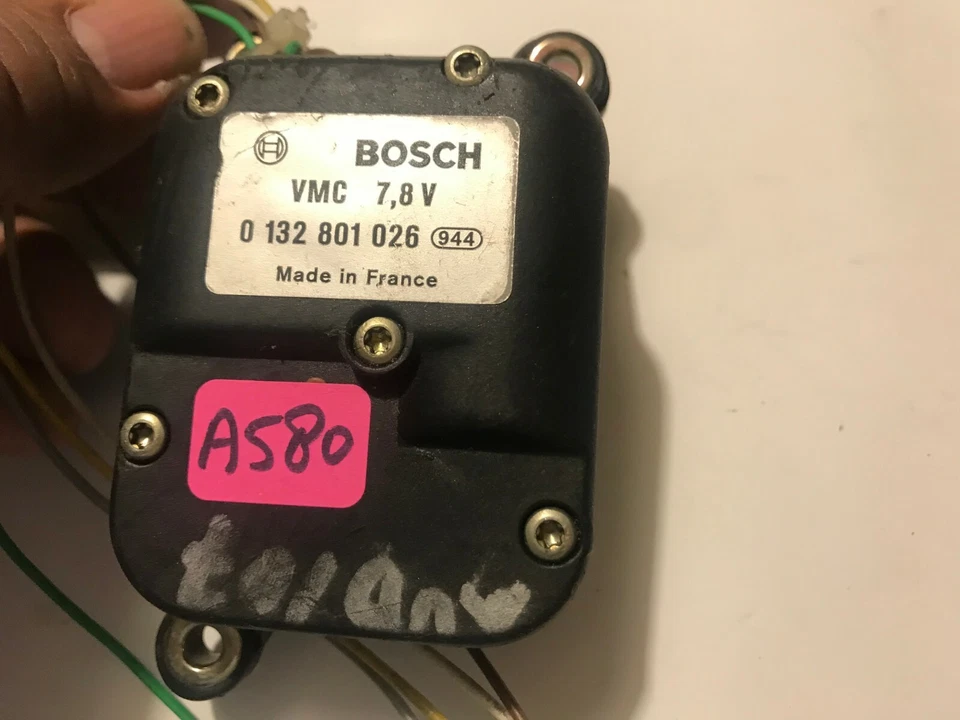 BOSCH
VMC 7,8 V
0 132 801 026 944
Made in France
A580